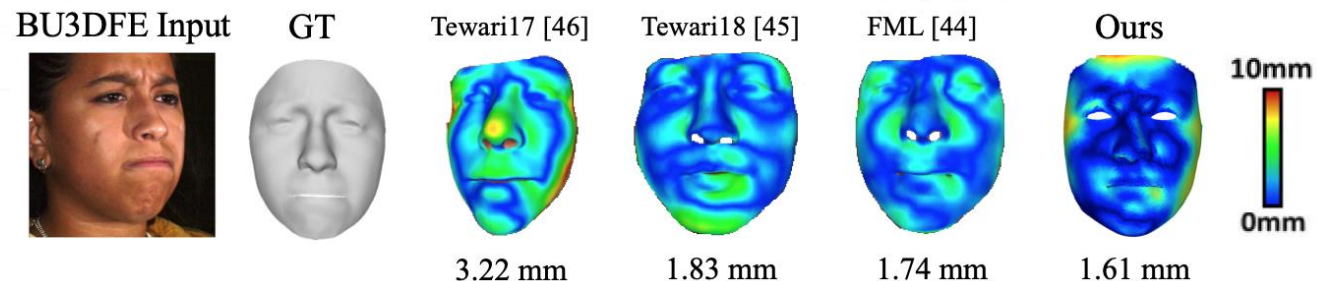 BU3DFE Input GT Tewari17 [46] Tewari18 [45] FML [44] Ours
10mm
0mm
3.22 mm 1.83 mm 1.74 mm 1.61 mm